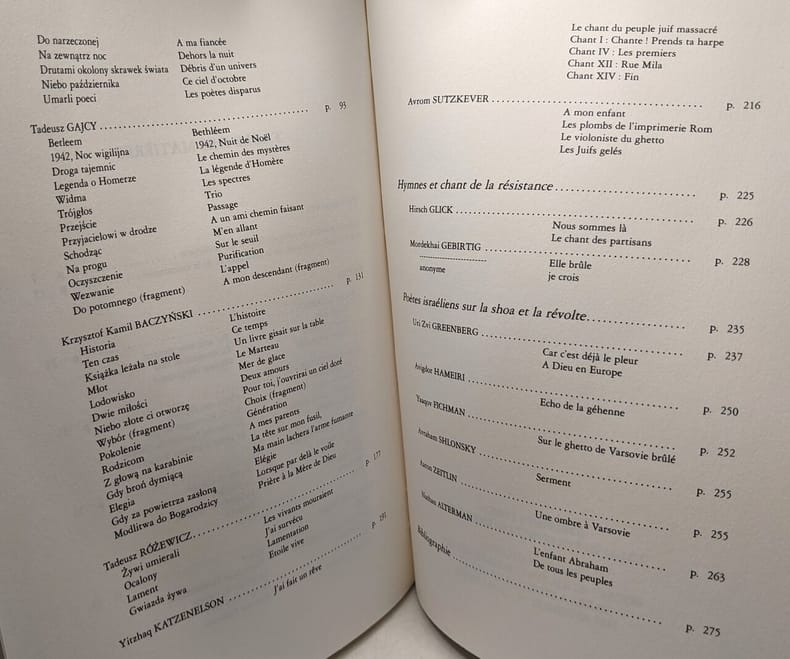 Do narzeczonej A ma fiancée
Na zewnątrz noc Dehors la nuit
Drutami okolony skrawek świata Débris d'un univers
Niebo października Ce ciel d'octobre
Umarli poeci Les poètes disparus
Tadeusz GAJCY p. 93
Betleem Bethléem
1942, Noc wigilijna 1942, Nuit de Noël
Droga tajemnic Le chemin des mystères
Legenda o Homerze La légende d'Homère
Widma Les spectres
Trójgłos Trio
Przejście Passage
Przyjacielowi w drodze A un ami chemin faisant
Schodząc M'en allant
Na progu Sur le seuil
Oczyszczenie Purification
Wezwanie L'appel
Do potomnego (fragment) A mon descendant (fragment)
Krzysztof Kamil BACZYŃSKI p. 131
Historia L'histoire
Ten czas Ce temps
Książka leżała na stole Un livre gisait sur la table
Młot Le Marteau
Lodowisko Mer de glace
Dwie miłości Deux amours
Niebo złote ci otworzę Pour toi, j'ouvrirai un ciel doré
Wybór (fragment) Choix (fragment)
Pokolenie Génération
Rodzicom A mes parents
Z głową na karabinie La tête sur mon fusil,
Gdy broń dymiącą Ma main lachera l'arme fumante
Elegia Elégie
Gdy za powietrza zasłoną Lorsque par delà le voile
Modlitwa do Bogarodzicy Prière à la Mère de Dieu
Tadeusz RÓŻEWICZ p. 177
Żywi umierali Les vivants mouraient
Ocalony J'ai survécu
Lament Lamentation
Gwiazda żywa Etoile vive
Yitzhaq KATZENELSON p. 191
J'ai fait un rêve
Le chant du peuple juif massacré
Chant I : Chante ! Prends ta harpe
Chant IV : Les premiers
Chant XII : Rue Mila
Chant XIV : Fin
Avrom SUTZKEVER p. 216
A mon enfant
Les plombs de l'imprimerie Rom
Le violoniste du ghetto
Les Juifs gelés
Hymnes et chant de la résistance p. 225
Hirsch GLICK p. 226
Nous sommes là
Le chant des partisans
Mordekhai GEBIRTIG p. 228
Elle brûle
anonyme je crois
Poètes israéliens sur la shoa et la révolte p. 235
Uri Zvi GREENBERG p. 237
Car c'est déjà le pleur
A Dieu en Europe
Avigdor HAMEIRI p. 250
Echo de la géhenne
Yaaqov FICHMAN p. 252
Sur le ghetto de Varsovie brûlé
Avraham SHLONSKY p. 255
Serment
Aaron ZEITLIN p. 255
Une ombre à Varsovie
Nathan ALTERMAN p. 263
L'enfant Abraham
De tous les peuples
Bibliographie p. 275